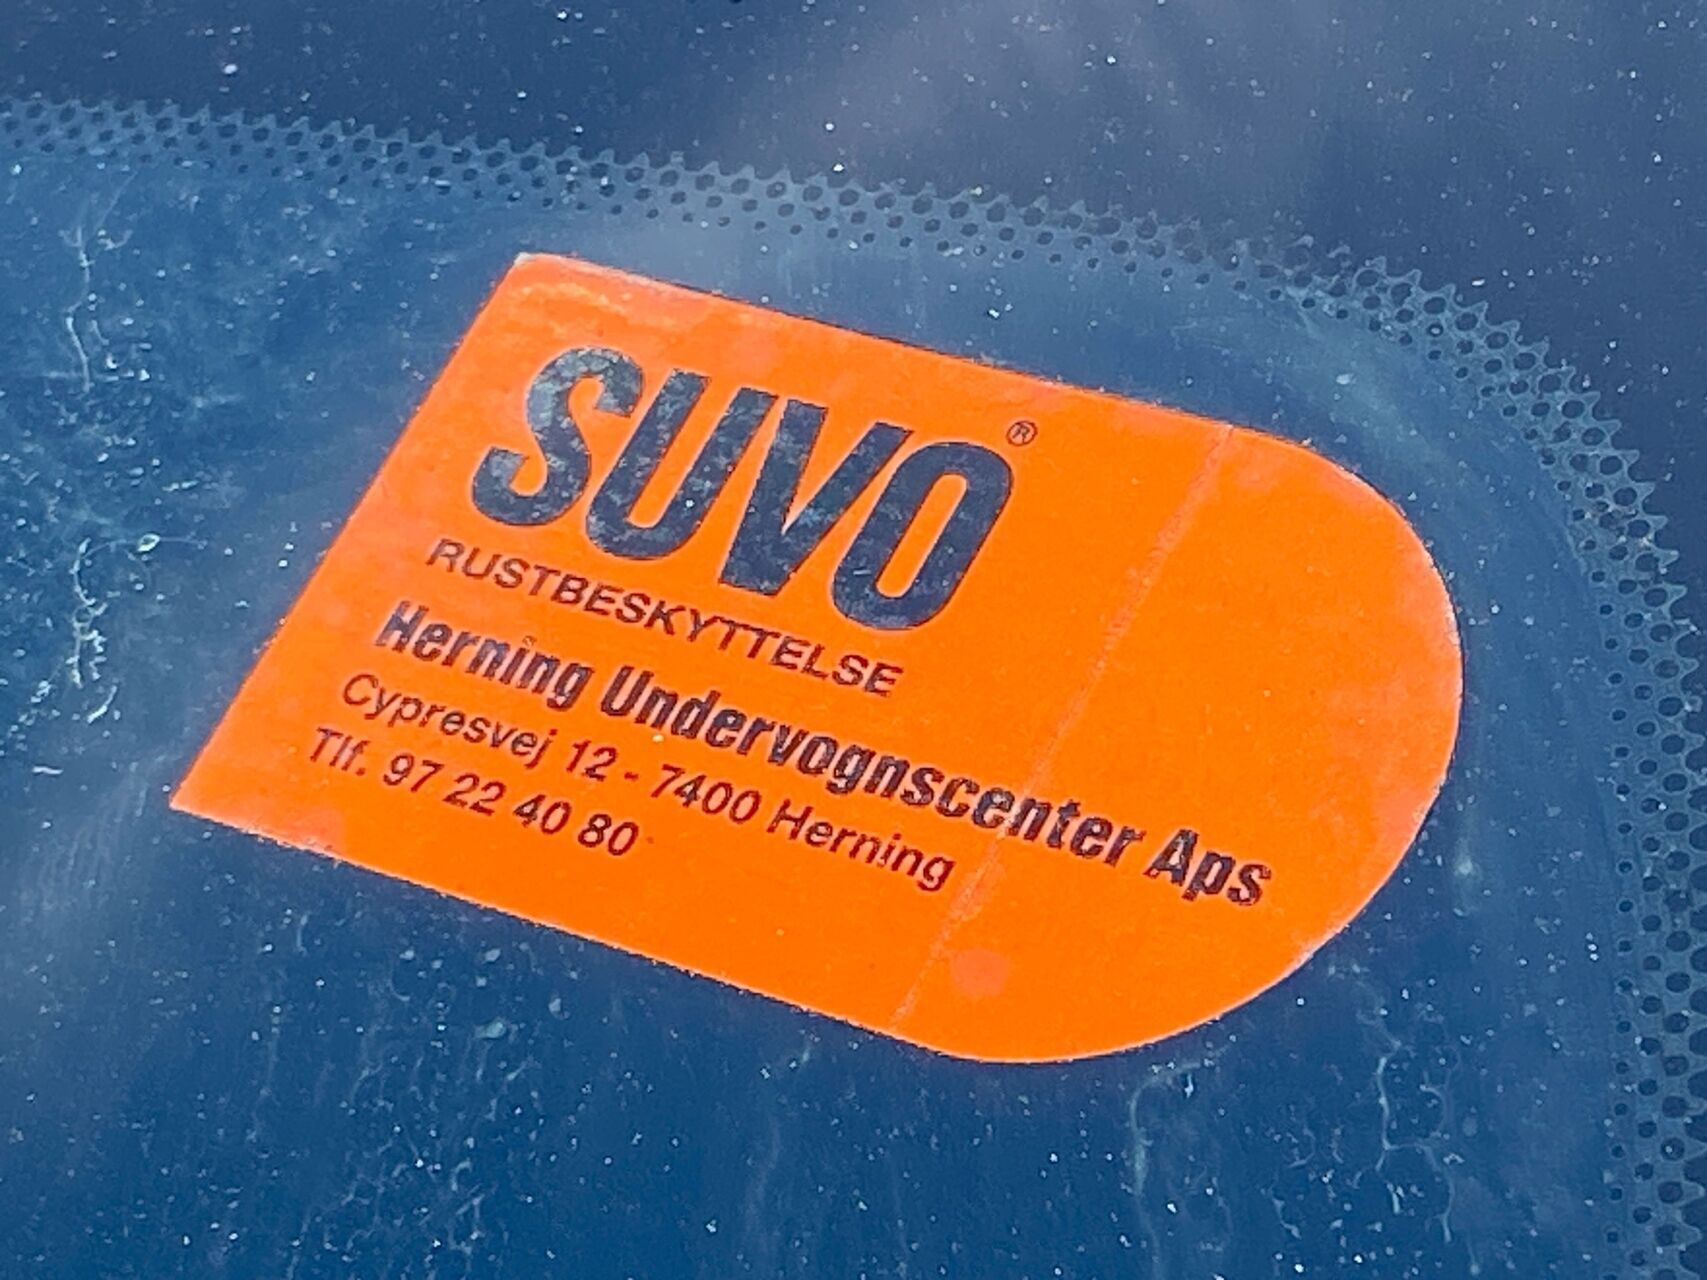 SUVO®
RUSTBESKYTTELSE
Herning Undervognscenter Aps
Cypresvej 12 - 7400 Herning
Tlf. 97 22 40 80